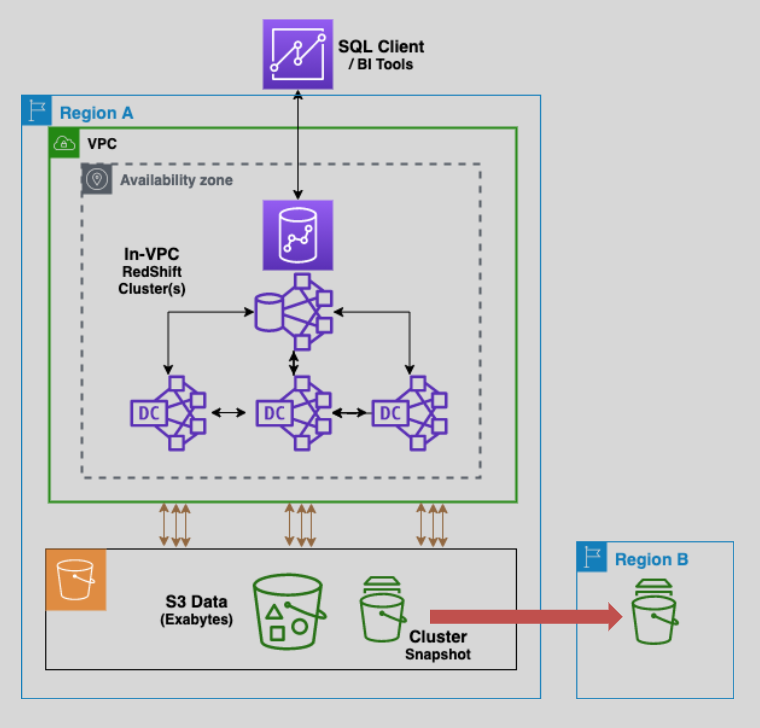 SQL Client
/ BI Tools
Region A
VPC
Availability zone
In-VPC
RedShift
Cluster(s)
DC
DC
DC
S3 Data
(Exabytes)
Cluster
Snapshot
Region B